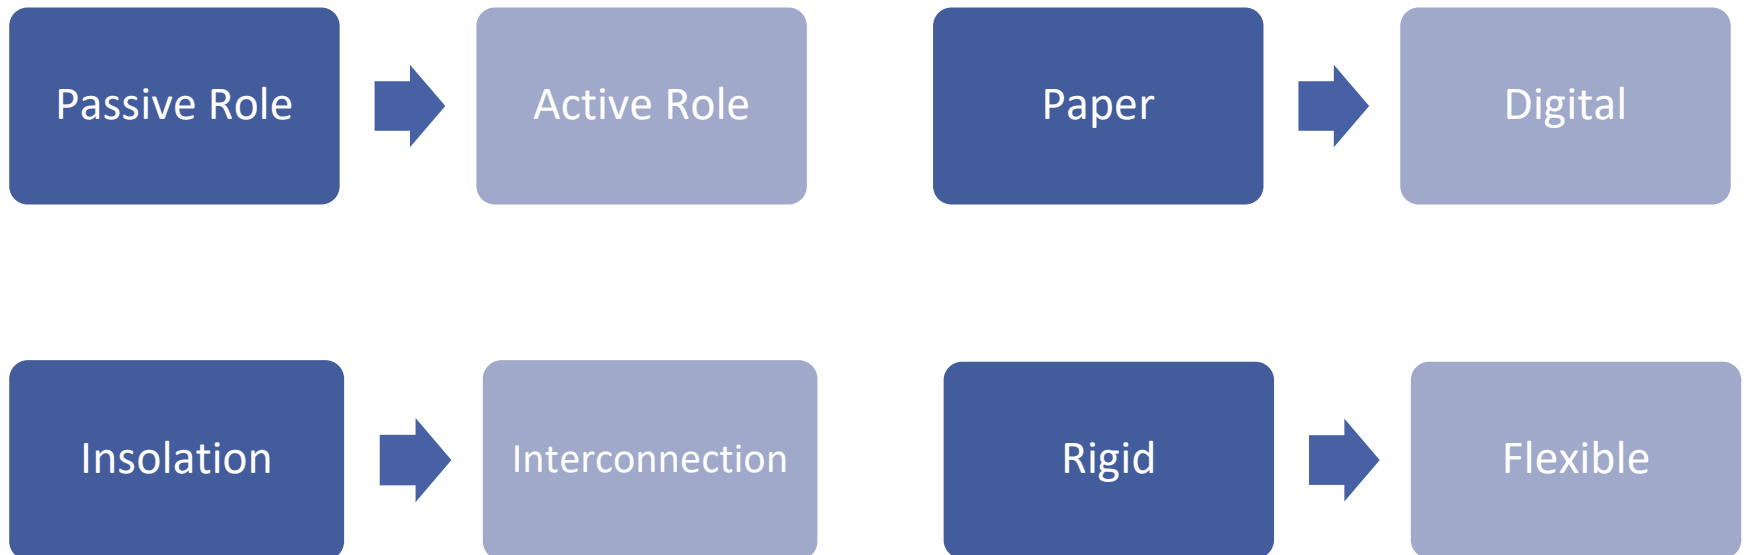 Passive Role
Active Role
Paper
Digital
Insolation
Interconnection
Rigid
Flexible